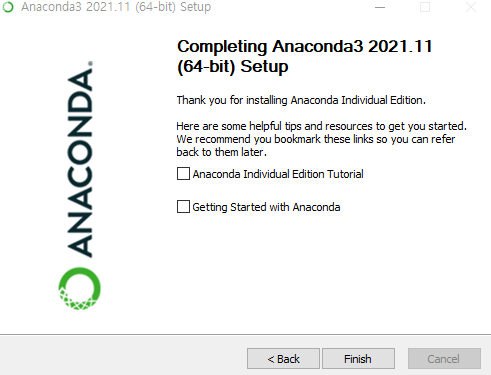 Anaconda3 2021.11 (64-bit) Setup
Completing Anaconda3 2021.11
(64-bit) Setup
Thank you for installing Anaconda Individual Edition.
Here are some helpful tips and resources to get you started.
We recommend you bookmark these links so you can refer
back to them later.
Anaconda Individual Edition Tutorial
Getting Started with Anaconda
ANACONDA.
< Back
Finish
Cancel